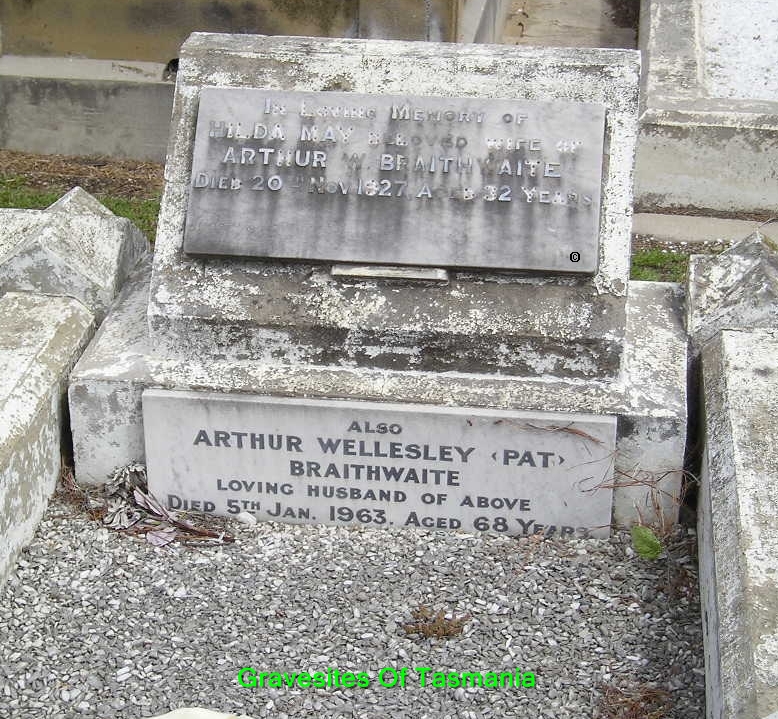 In Loving Memory of
HILDA MAY BELOVED WIFE OF
ARTHUR W. BRAITHWAITE
DIED 20TH NOV. 1927. AGED 32 YEARS
©
ALSO
ARTHUR WELLESLEY (PAT)
BRAITHWAITE
LOVING HUSBAND OF ABOVE
DIED 5TH JAN. 1963. AGED 68 YEARS
Gravesites Of Tasmania